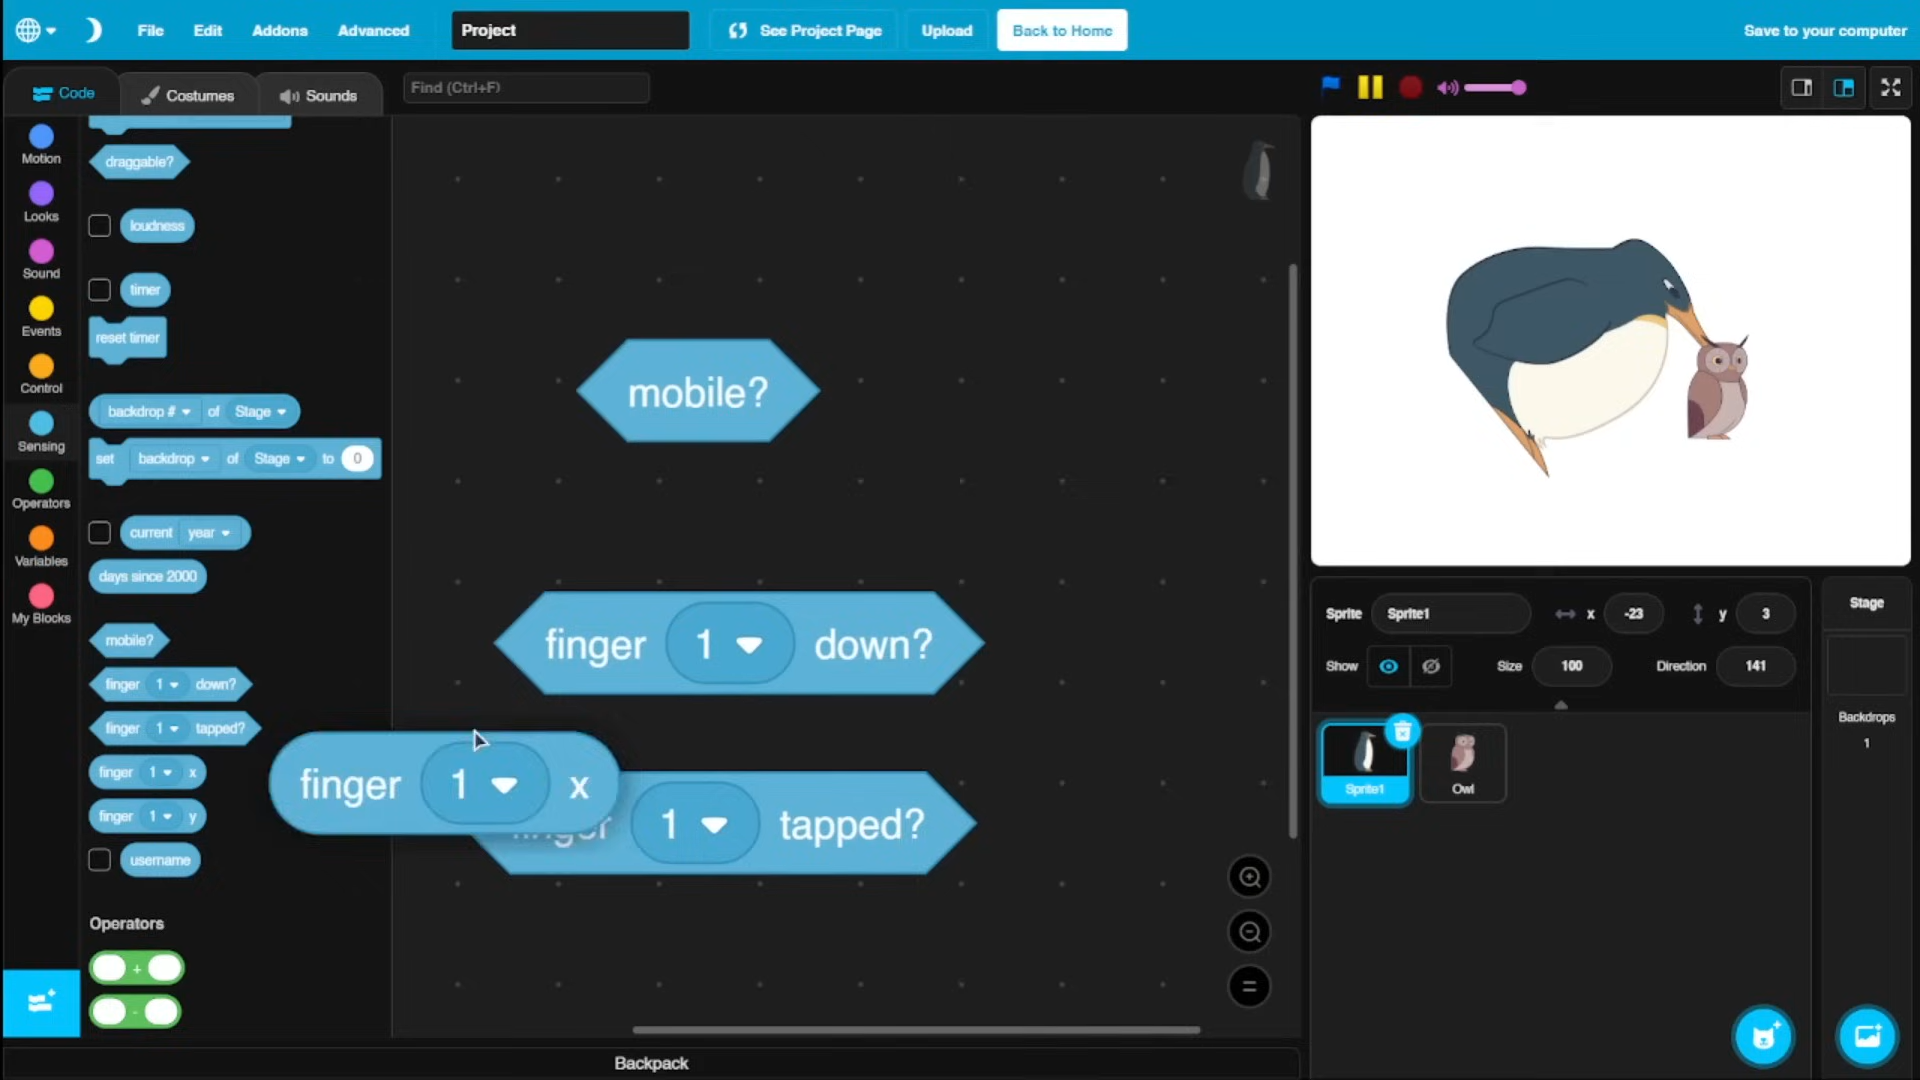 File Edit Addons Advanced Project See Project Page Upload Back to Home Save to your computer
Code Costumes Sounds Find (Ctrl+F)
Motion
Looks
Sound
Events
Control
Sensing
Operators
Variables
My Blocks
draggable?
loudness
timer
reset timer
backdrop # of Stage
set backdrop of Stage to 0
current year
days since 2000
mobile?
finger 1 down?
finger 1 tapped?
finger 1 x
finger 1 y
username
Operators
+
-
mobile?
finger 1 down?
finger 1 x
finger 1 tapped?
Backpack
Sprite Sprite1 x -23 y 3
Show Size 100 Direction 141
Sprite1
Owl
Stage
Backdrops
1